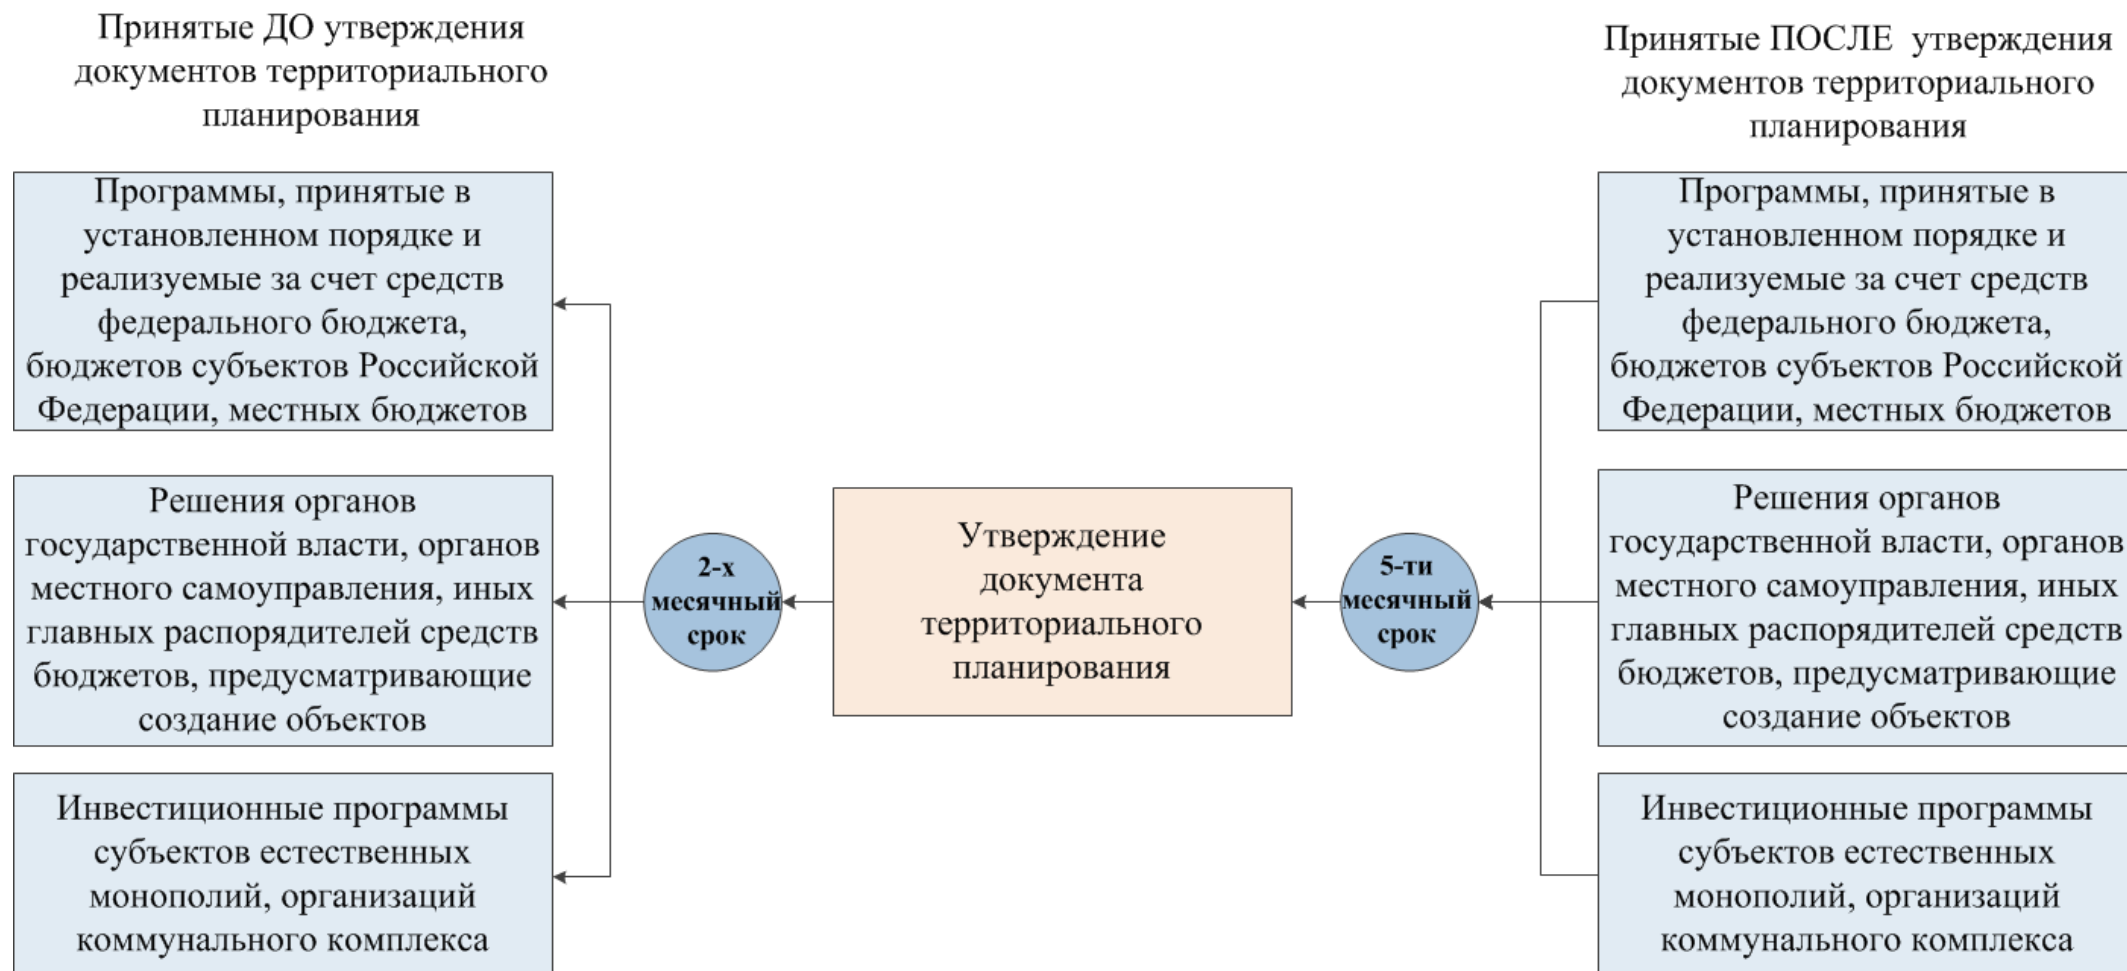 Принятые ДО утверждения
документов территориального
планирования
Программы, принятые в
установленном порядке и
реализуемые за счет средств
федерального бюджета,
бюджетов субъектов Российской
Федерации, местных бюджетов
Решения органов
государственной власти, органов
местного самоуправления, иных
главных распорядителей средств
бюджетов, предусматривающие
создание объектов
Инвестиционные программы
субъектов естественных
монополий, организаций
коммунального комплекса
2-х
месячный
срок
Утверждение
документа
территориального
планирования
5-ти
месячный
срок
Принятые ПОСЛЕ утверждения
документов территориального
планирования
Программы, принятые в
установленном порядке и
реализуемые за счет средств
федерального бюджета,
бюджетов субъектов Российской
Федерации, местных бюджетов
Решения органов
государственной власти, органов
местного самоуправления, иных
главных распорядителей средств
бюджетов, предусматривающие
создание объектов
Инвестиционные программы
субъектов естественных
монополий, организаций
коммунального комплекса